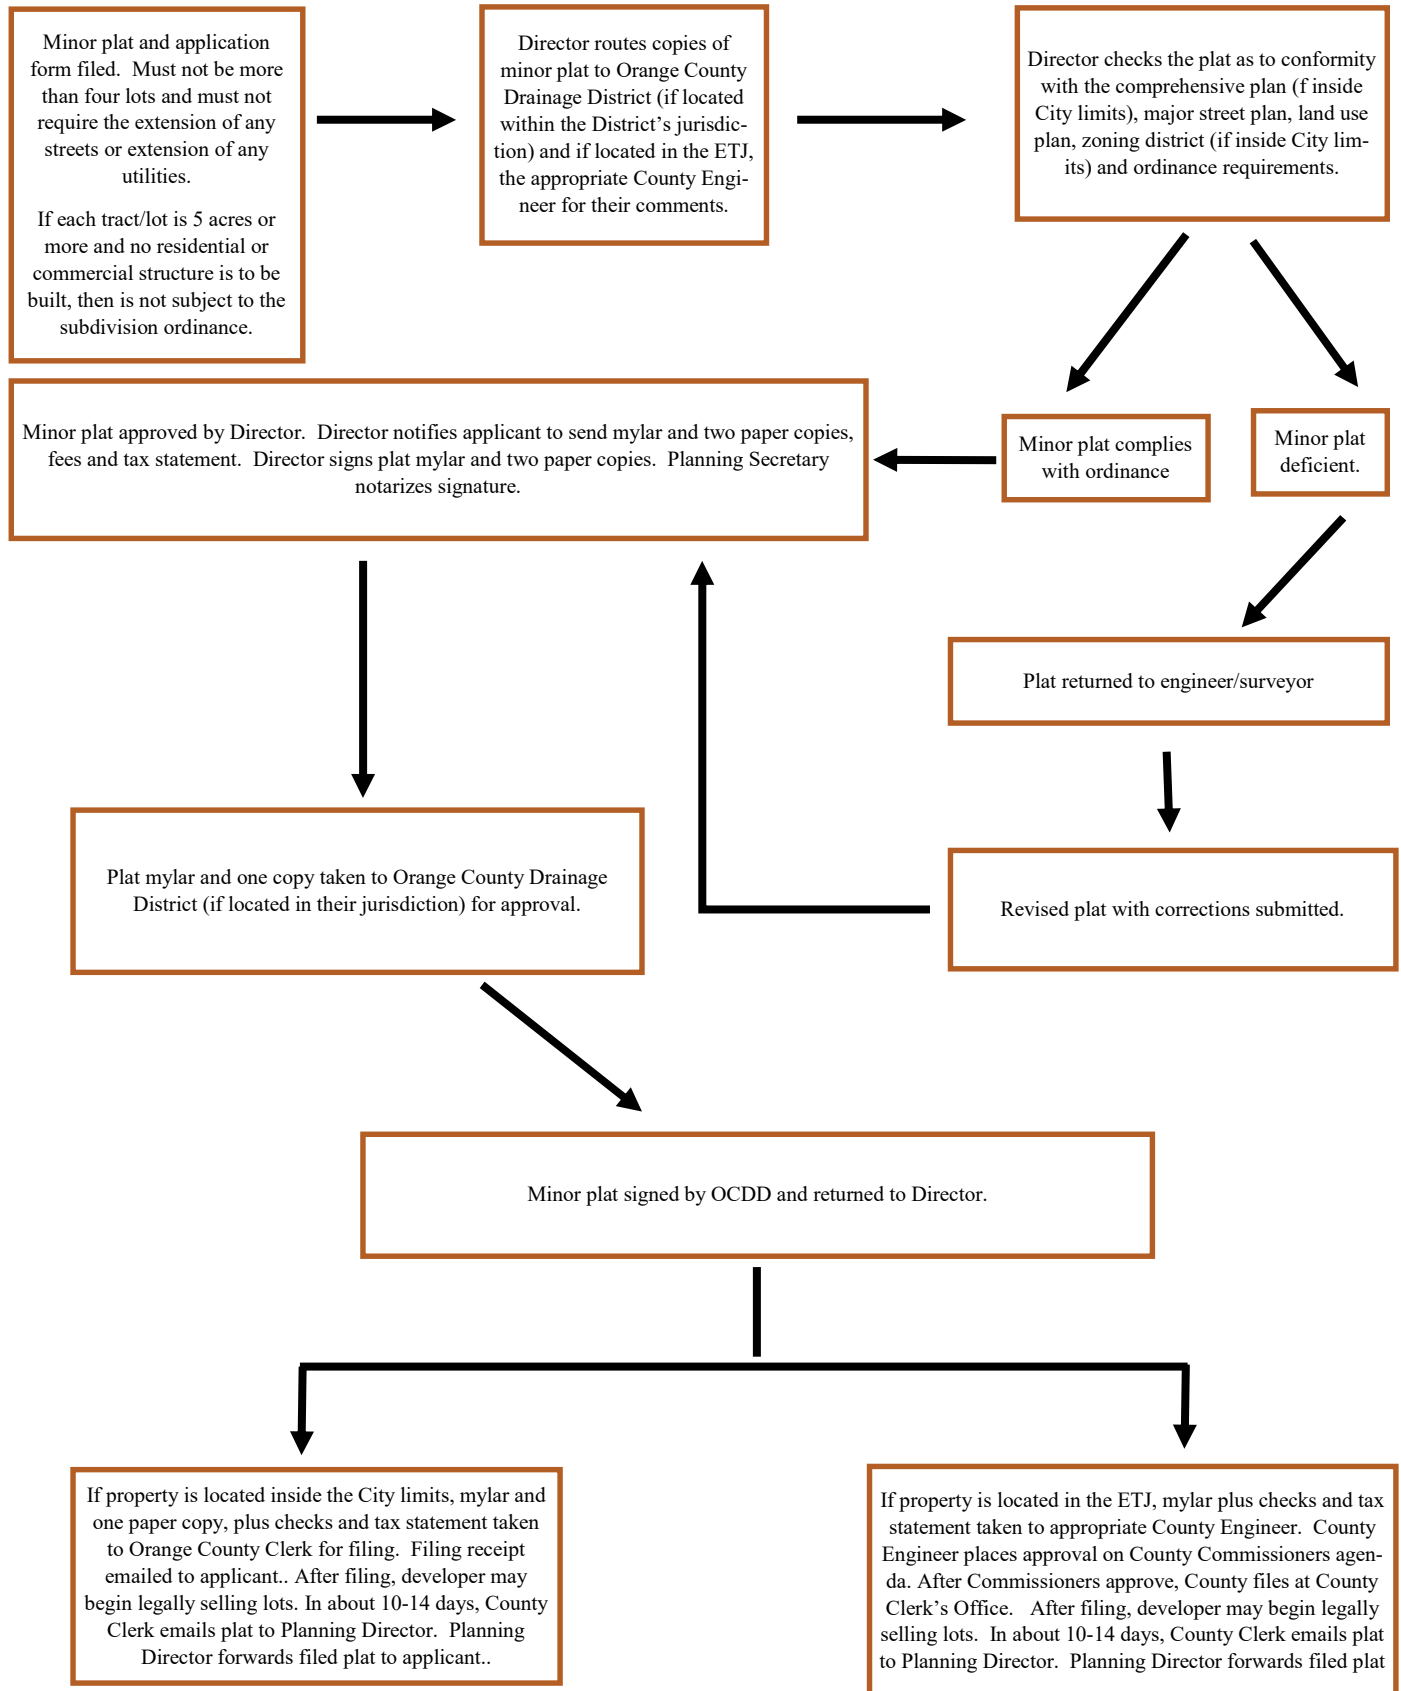 Minor plat and application
form filed.  Must not be more
than four lots and must not
require the extension of any
streets or extension of any
utilities.
If each tract/lot is 5 acres or
more and no residential or
commercial structure is to be
built, then is not subject to the
subdivision ordinance.
Director routes copies of
minor plat to Orange County
Drainage District (if located
within the District’s jurisdic-
tion) and if located in the ETJ,
the appropriate County Engi-
neer for their comments.
Director checks the plat as to conformity
with the comprehensive plan (f inside
City limits), major street plan, land use
plan, zoning district (if inside City lim-
its) and ordinance requirements.
Minor plat complies
with ordinance
Minor plat
deficient.
Minor plat approved by Director.  Director notifies applicant to send mylar and two paper copies,
fees and tax statement.  Director signs plat mylar and two paper copies.  Planning Secretary
notarizes signature.
Plat returned to engineer/surveyor
Revised plat with corrections submitted.
Plat mylar and one copy taken to Orange County Drainage
District (if located in their jurisdiction) for approval.
Minor plat signed by OCDD and returned to Director.
If property is located inside the City limits, mylar and
one paper copy, plus checks and tax statement taken
to Orange County Clerk for filing.  Filing receipt
emailed to applicant.. After filing, developer may
begin legally selling lots. In about 10-14 days, County
Clerk emails plat to Planning Director.  Planning
Director forwards filed plat to applicant..
If property is located in the ETJ, mylar plus checks and tax
statement taken to appropriate County Engineer.  County
Engineer places approval on County Commissioners agen-
da. After Commissioners approve, County files at County
Clerk’s Office.   After filing, developer may begin legally
selling lots.  In about 10-14 days, County Clerk emails plat
to Planning Director.  Planning Director forwards filed plat